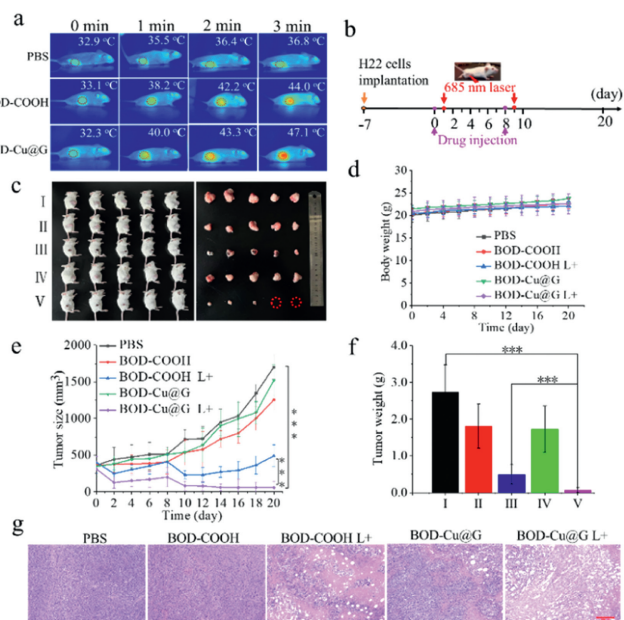 a
0 min 1 min 2 min 3 min
PBS
32.9 °C 35.5 °C 36.4 °C 36.8 °C
D-COOH
33.1 °C 38.2 °C 42.2 °C 44.0 °C
D-Cu@G
32.3 °C 40.0 °C 43.3 °C 47.1 °C
b
H22 cells
implantation
685 nm laser
(day)
-7 0 2 4 6 8 10 20
Drug injection
c
I
II
III
IV
V
d
Body weight (g)
30
25
20
15
10
5
0
PBS
BOD-COOH
BOD-COOH L+
BOD-Cu@G
BOD-Cu@G L+
0 4 8 12 16 20
Time (day)
e
Tumor size (mm³)
2000
1500
1000
500
0
PBS
BOD-COOH
BOD-COOH L+
BOD-Cu@G
BOD-Cu@G L+
***
***
0 2 4 6 8 10 12 14 16 18 20
Time (day)
f
Tumor weight (g)
4.0
3.0
2.0
1.0
0.0
***
***
I II III IV V
g
PBS BOD-COOH BOD-COOH L+ BOD-Cu@G BOD-Cu@G L+